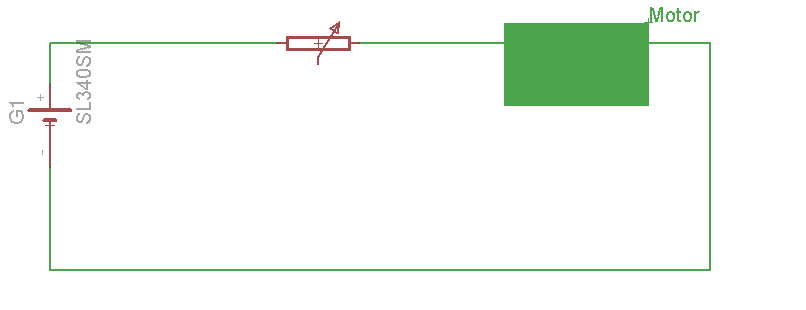 Motor
G1
SL340SM
+
-